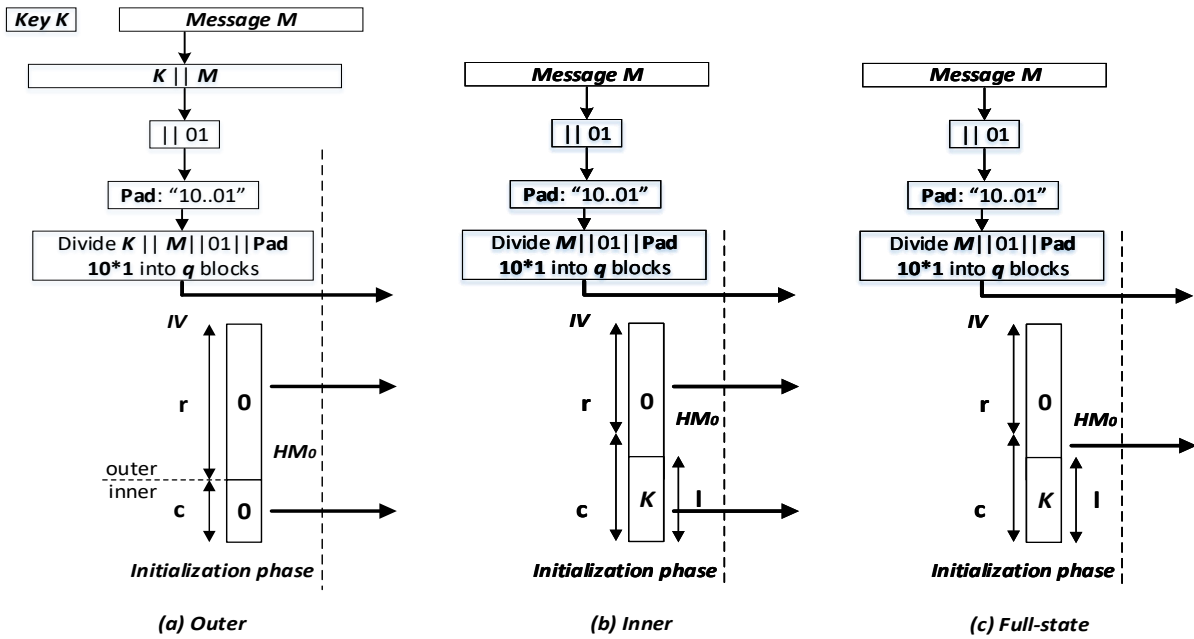 Key K
Message M
K || M
|| 01
Pad: “10..01”
Divide K || M||01||Pad
10*1 into q blocks
IV
r
0
HM₀
outer
inner
c
0
Initialization phase
(a) Outer
Message M
|| 01
Pad: “10..01”
Divide M||01||Pad
10*1 into q blocks
IV
r
0
HM₀
c
K
l
Initialization phase
(b) Inner
Message M
|| 01
Pad: “10..01”
Divide M||01||Pad
10*1 into q blocks
IV
r
0
HM₀
c
K
l
Initialization phase
(c) Full-state